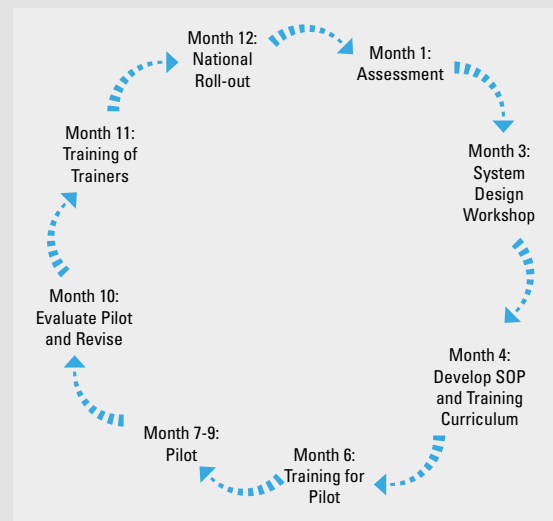 Month 1:
Assessment
Month 3:
System
Design
Workshop
Month 4:
Develop SOP
and Training
Curriculum
Month 6:
Training for
Pilot
Month 7-9:
Pilot
Month 10:
Evaluate Pilot
and Revise
Month 11:
Training of
Trainers
Month 12:
National
Roll-out